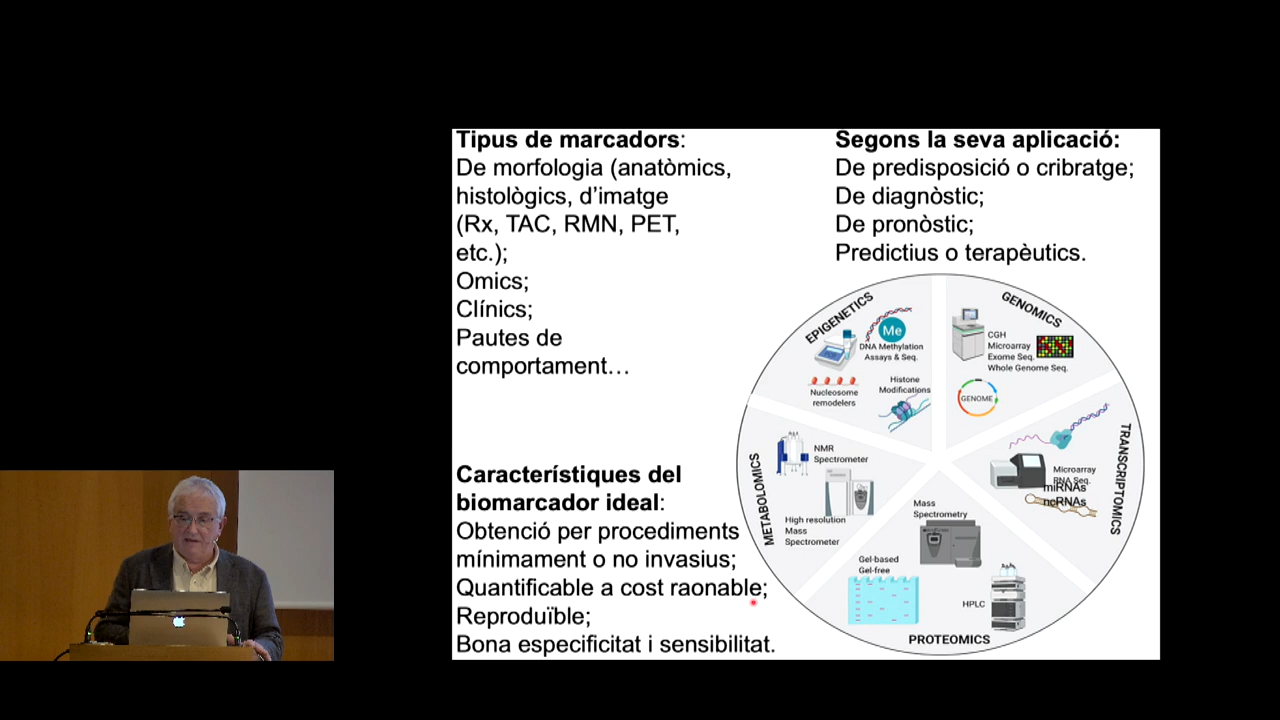 Tipus de marcadors:
De morfologia (anatòmics,
histològics, d’imatge
(Rx, TAC, RMN, PET,
etc.);
Omics;
Clínics;
Pautes de
comportament…
Característiques del
biomarcador ideal:
Obtenció per procediments
mínimament o no invasius;
Quantificable a cost raonable;
Reproduïble;
Bona especificitat i sensibilitat.
Segons la seva aplicació:
De predisposició o cribratge;
De diagnòstic;
De pronòstic;
Predictius o terapèutics.
EPIGENETICS
Me
DNA Methylation
Assays & Seq.
Nucleosome
remodelers
Histone
Modifications
GENOMICS
CGH
Microarray
Exome Seq.
Whole Genome Seq.
GENOME
TRANSCRIPTOMICS
Microarray
RNA Seq.
miRNAs
ncRNAs
PROTEOMICS
Mass
Spectrometry
Gel-based
Gel-free
HPLC
METABOLOMICS
NMR
Spectrometer
High resolution
Mass
Spectrometer